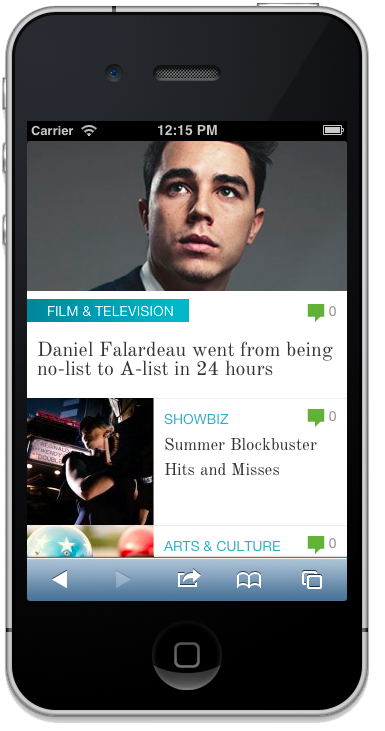 Carrier 12:15 PM
FILM & TELEVISION 0
Daniel Falardeau went from being
no-list to A-list in 24 hours
SHOWBIZ 0
Summer Blockbuster
Hits and Misses
ARTS & CULTURE 0